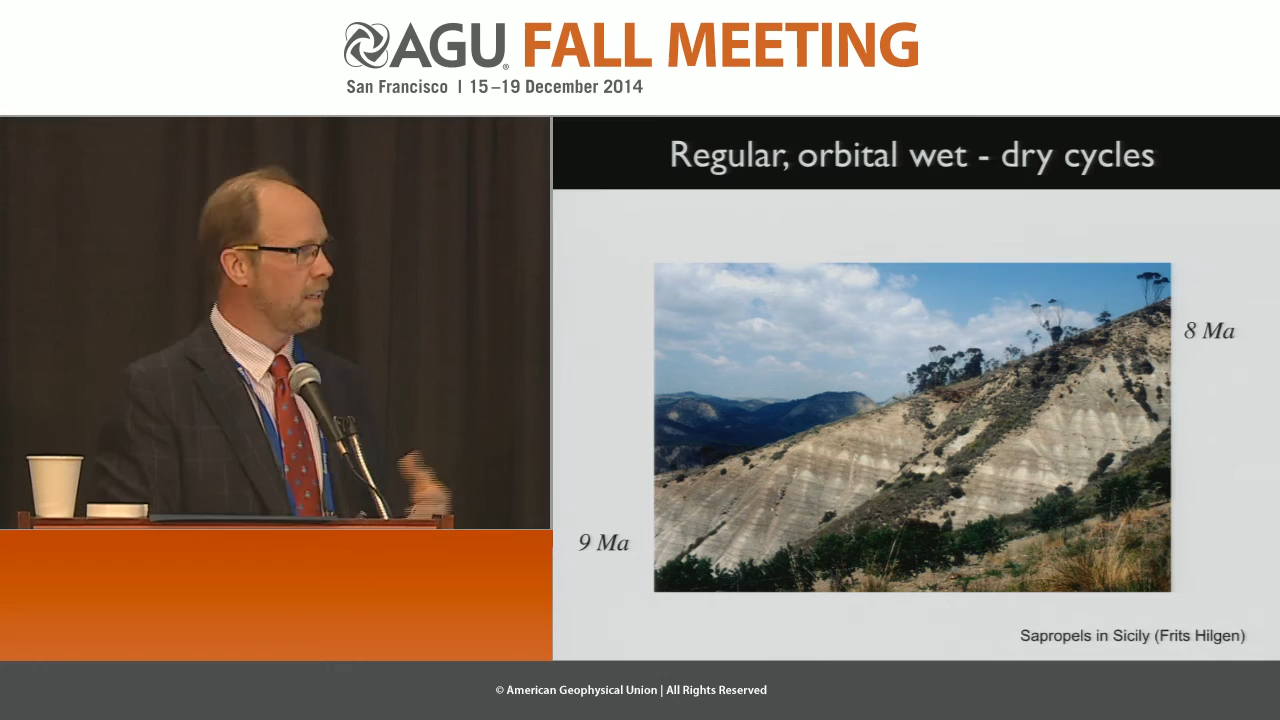 AGU® FALL MEETING
San Francisco | 15–19 December 2014
Regular, orbital wet - dry cycles
8 Ma
9 Ma
Sapropels in Sicily (Frits Hilgen)
© American Geophysical Union | All Rights Reserved